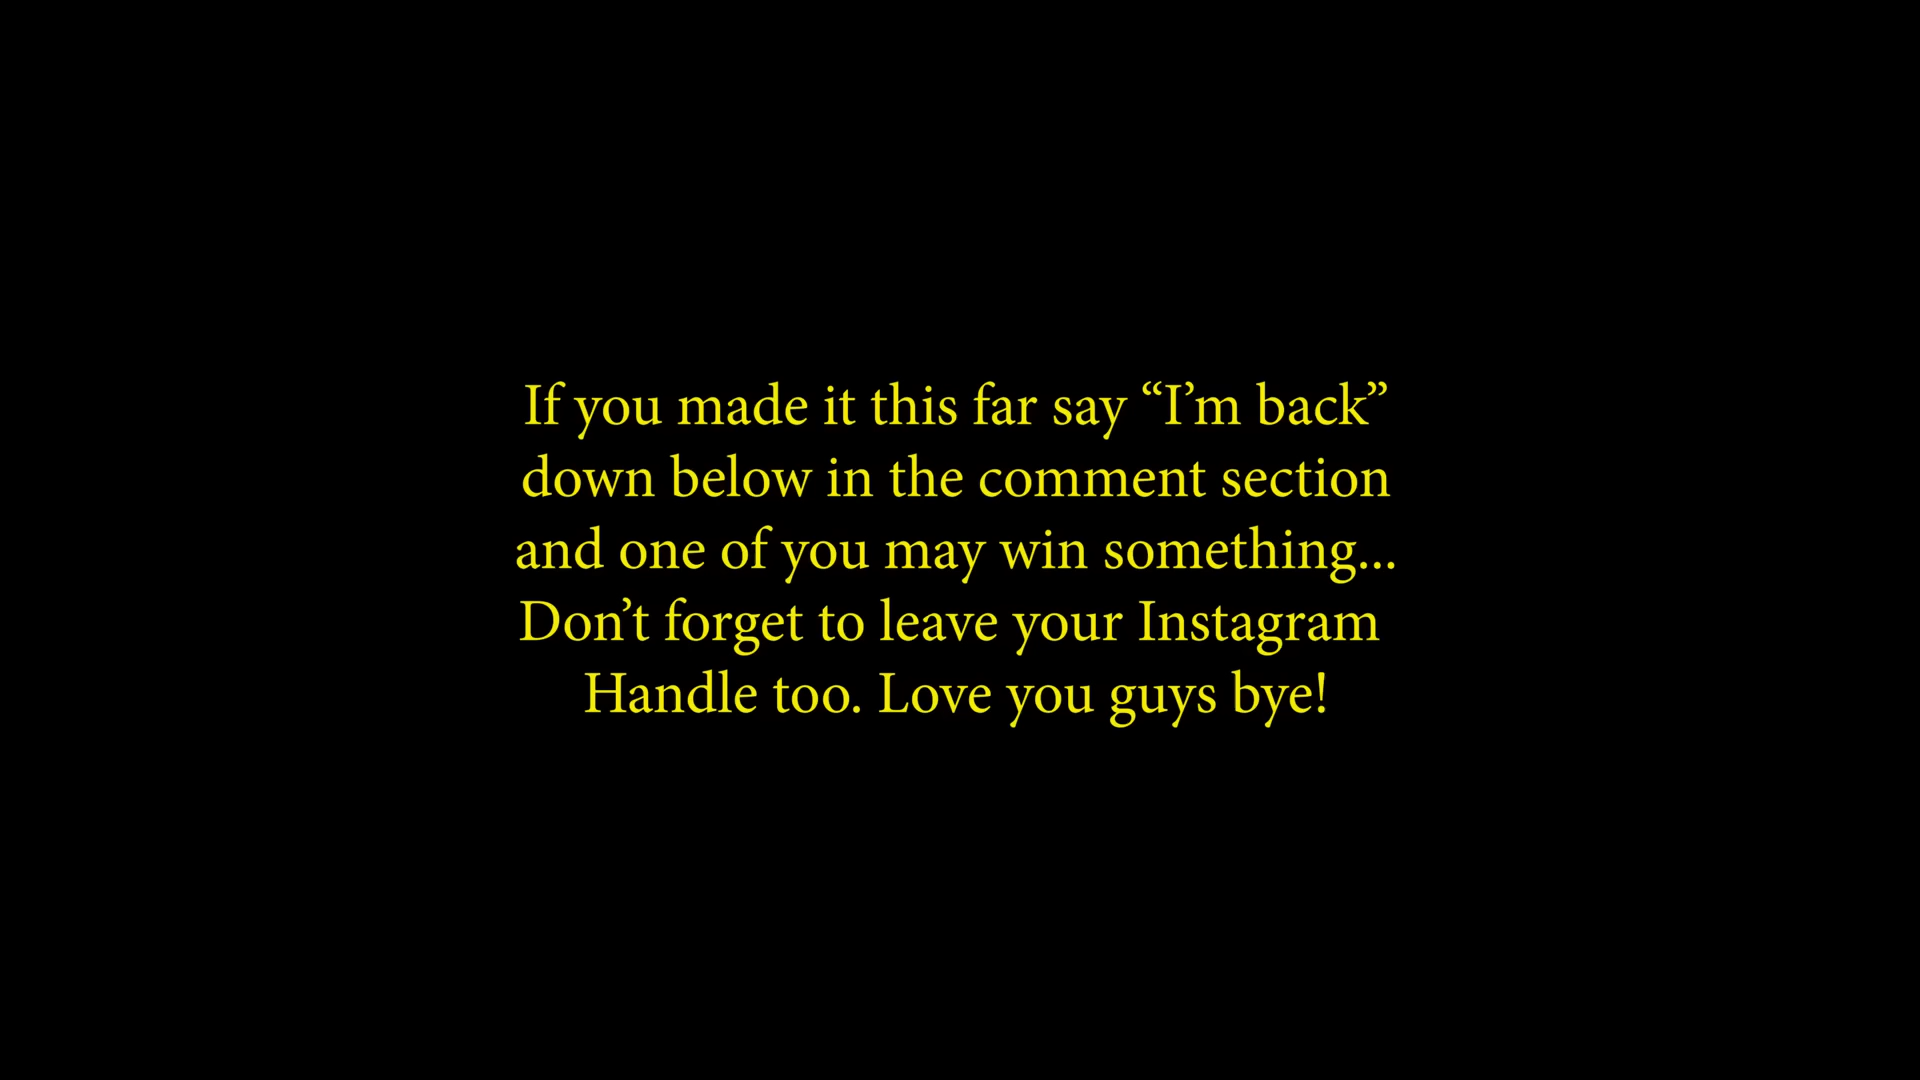 If you made it this far say “I’m back”
down below in the comment section
and one of you may win something...
Don’t forget to leave your Instagram
Handle too. Love you guys bye!